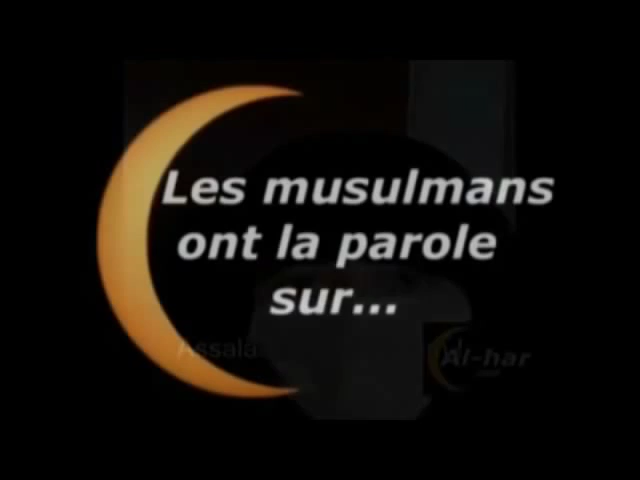 Les musulmans
ont la parole
sur...
Assala
Al-har